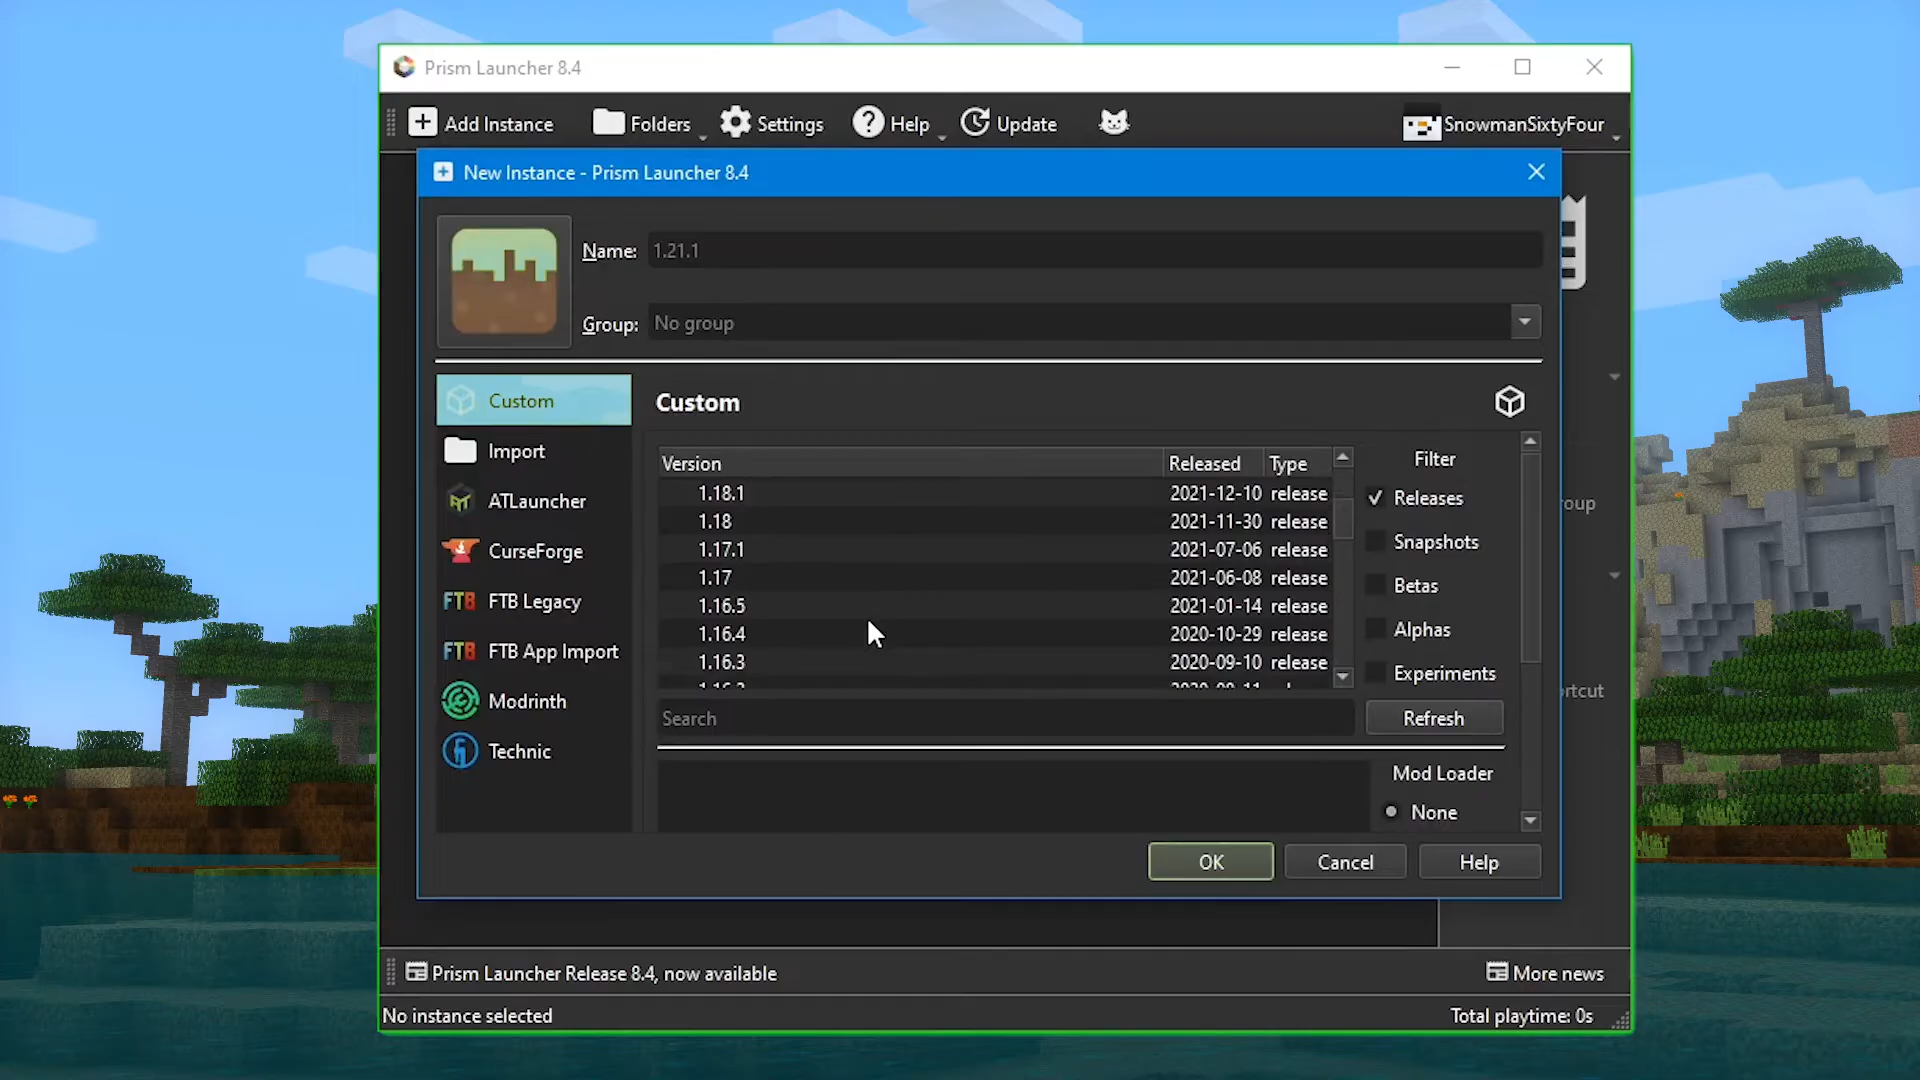 Prism Launcher 8.4
Add Instance
Folders
Settings
Help
Update
SnowmanSixtyFour
New Instance - Prism Launcher 8.4
Name:
1.21.1
Group:
No group
Custom
Import
ATLauncher
CurseForge
FTB FTB Legacy
FTB FTB App Import
Modrinth
Technic
Custom
Version Released Type
1.18.1 2021-12-10 release
1.18 2021-11-30 release
1.17.1 2021-07-06 release
1.17 2021-06-08 release
1.16.5 2021-01-14 release
1.16.4 2020-10-29 release
1.16.3 2020-09-10 release
Search
Filter
Releases
Snapshots
Betas
Alphas
Experiments
Refresh
Mod Loader
None
OK
Cancel
Help
oup
rtcut
Prism Launcher Release 8.4, now available
More news
No instance selected
Total playtime: 0s